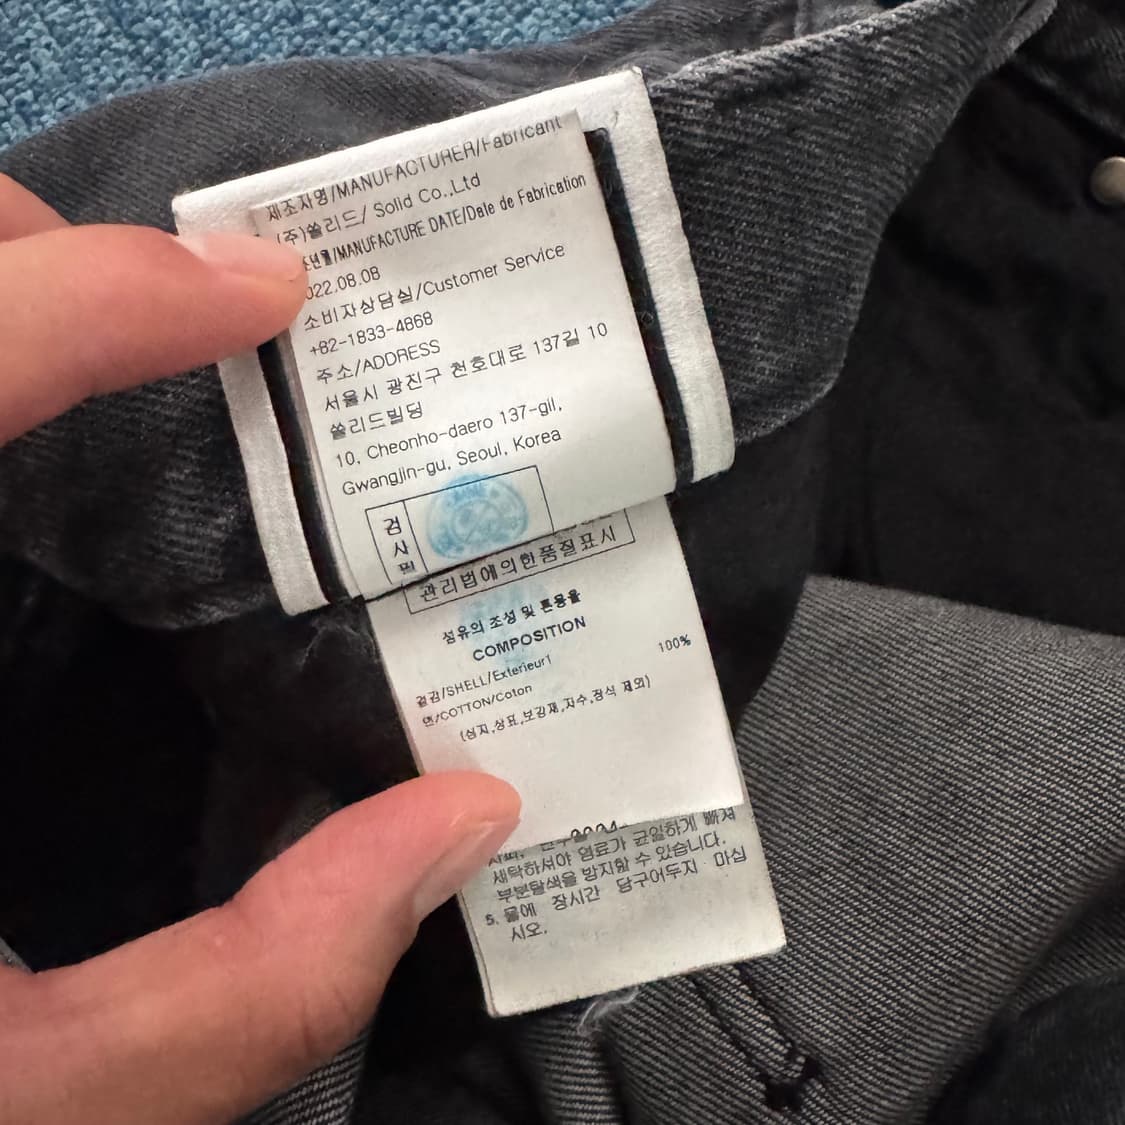 제조자명/MANUFACTURER/Fabricant
(주)쏠리드/ Solid Co.,Ltd
년월/MANUFACTURE DATE/Date de Fabrication
022.08.08
소비자상담실/Customer Service
+82-1833-4868
주소/ADDRESS
서울시 광진구 천호대로 137길 10
쏠리드빌딩
10, Cheonho-daero 137-gil,
Gwangjin-gu, Seoul, Korea
검
사
관리법에의한품질표시
섬유의 조성 및 혼용율
COMPOSITION
겉감/SHELL/Exterieur1
면/COTTON/Coton 100%
(심지,상표,보강재,자수,장식 제외)
세탁하셔야 염료가 균일하게 빠져
부분탈색을 방지할 수 있습니다.
5. 물에 장시간 담구어두지 마십
시오.